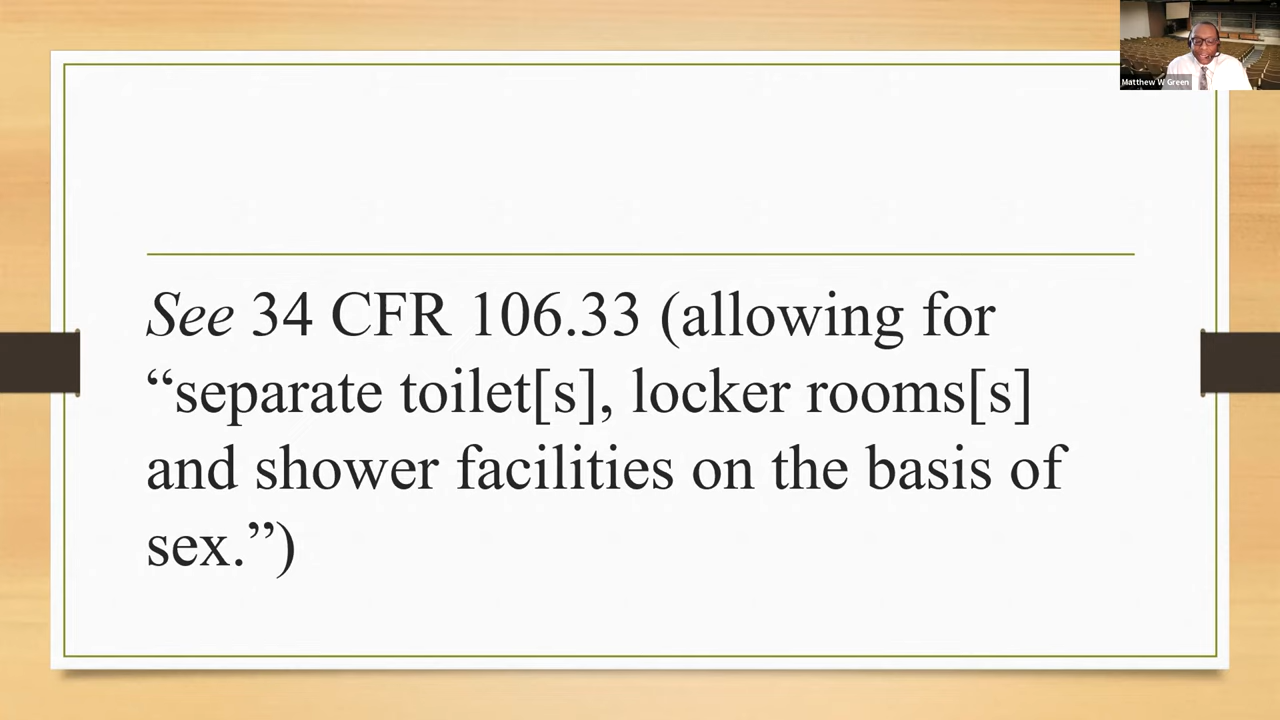 Matthew W Green
See 34 CFR 106.33 (allowing for
“separate toilet[s], locker rooms[s]
and shower facilities on the basis of
sex.”)